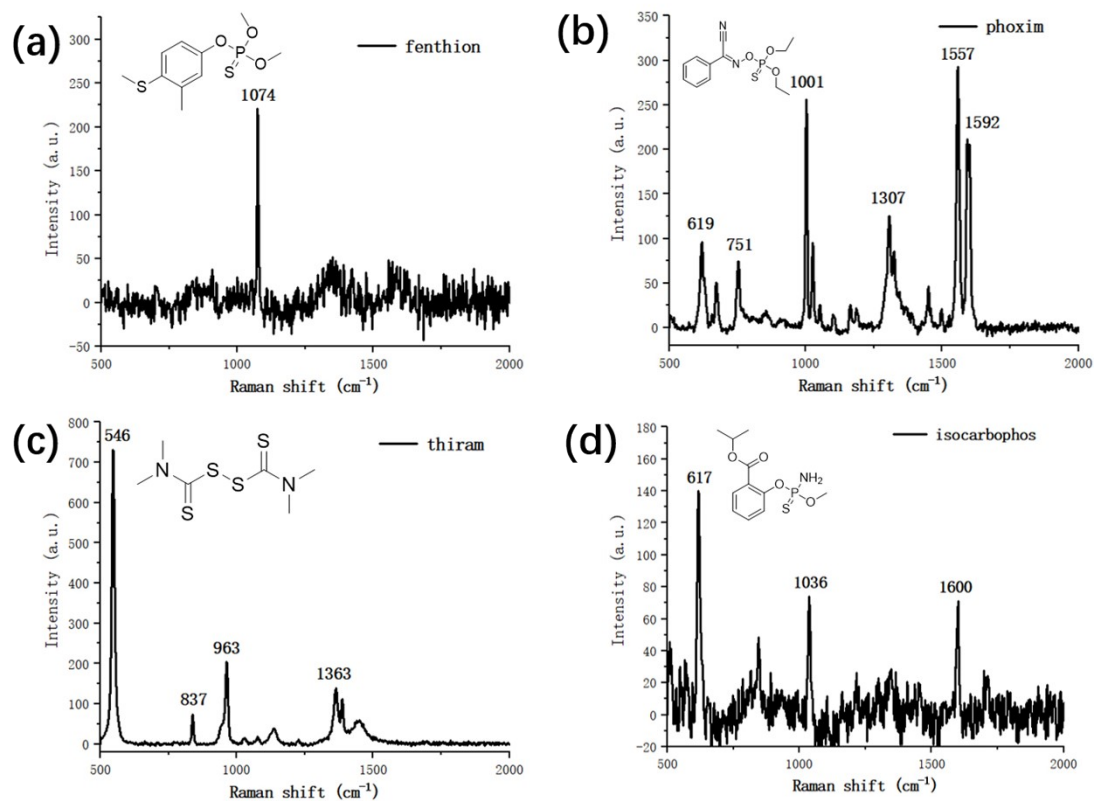 (a)
fenthion
1074
300
250
200
150
100
50
0
-50
Intensity (a.u.)
500
1000
1500
2000
Raman shift (cm⁻¹)
O
O
P
O
S
S
(b)
phoxim
1557
1592
1001
1307
619
751
350
300
250
200
150
100
50
0
Intensity (a.u.)
500
1000
1500
2000
Raman shift (cm⁻¹)
N
N
O
O
P
O
S
(c)
thiram
546
837
963
1363
800
700
600
500
400
300
200
100
0
Intensity (a.u.)
500
1000
1500
2000
Raman shift (cm⁻¹)
S
N
S
S
N
S
(d)
isocarbophos
617
1036
1600
180
160
140
120
100
80
60
40
20
0
-20
Intensity (a.u.)
500
1000
1500
2000
Raman shift (cm⁻¹)
O
O
O
NH₂
P
S
O